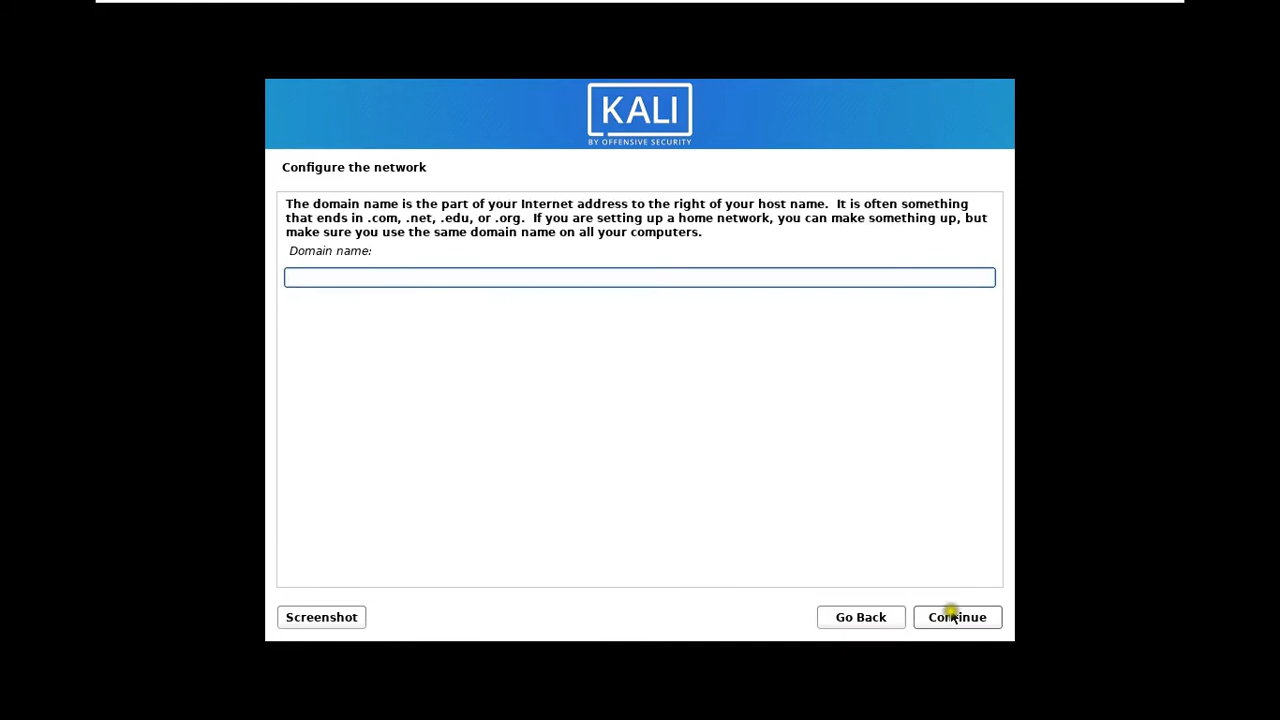 KALI
BY OFFENSIVE SECURITY
Configure the network
The domain name is the part of your Internet address to the right of your host name.  It is often something
that ends in .com, .net, .edu, or .org.  If you are setting up a home network, you can make something up, but
make sure you use the same domain name on all your computers.
Domain name:
Screenshot
Go Back
Continue